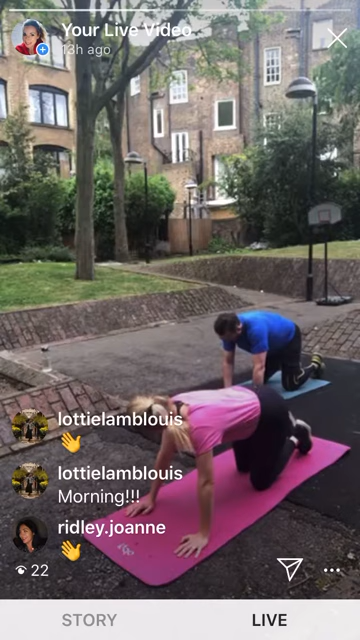 Your Live Video
13h ago
lottielamblouis
👋
lottielamblouis
Morning!!!
ridley.joanne
👋
22
STORY LIVE